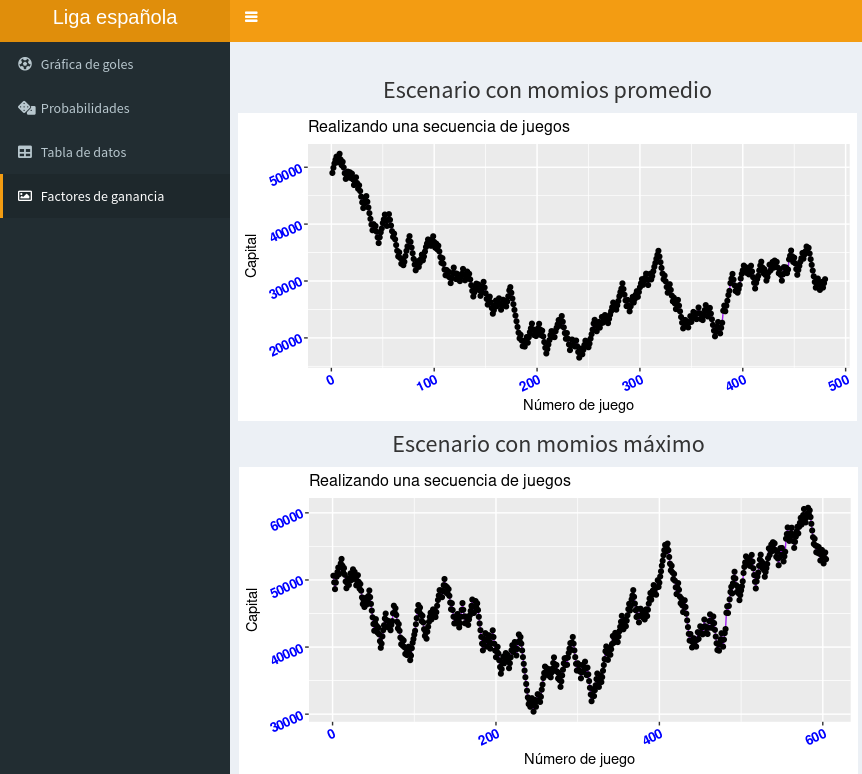 Liga española
Gráfica de goles
Probabilidades
Tabla de datos
Factores de ganancia
Escenario con momios promedio
Realizando una secuencia de juegos
Capital
50000
40000
30000
20000
0
100
200
300
400
500
Número de juego
Escenario con momios máximo
Realizando una secuencia de juegos
Capital
60000
50000
40000
30000
0
200
400
600
Número de juego